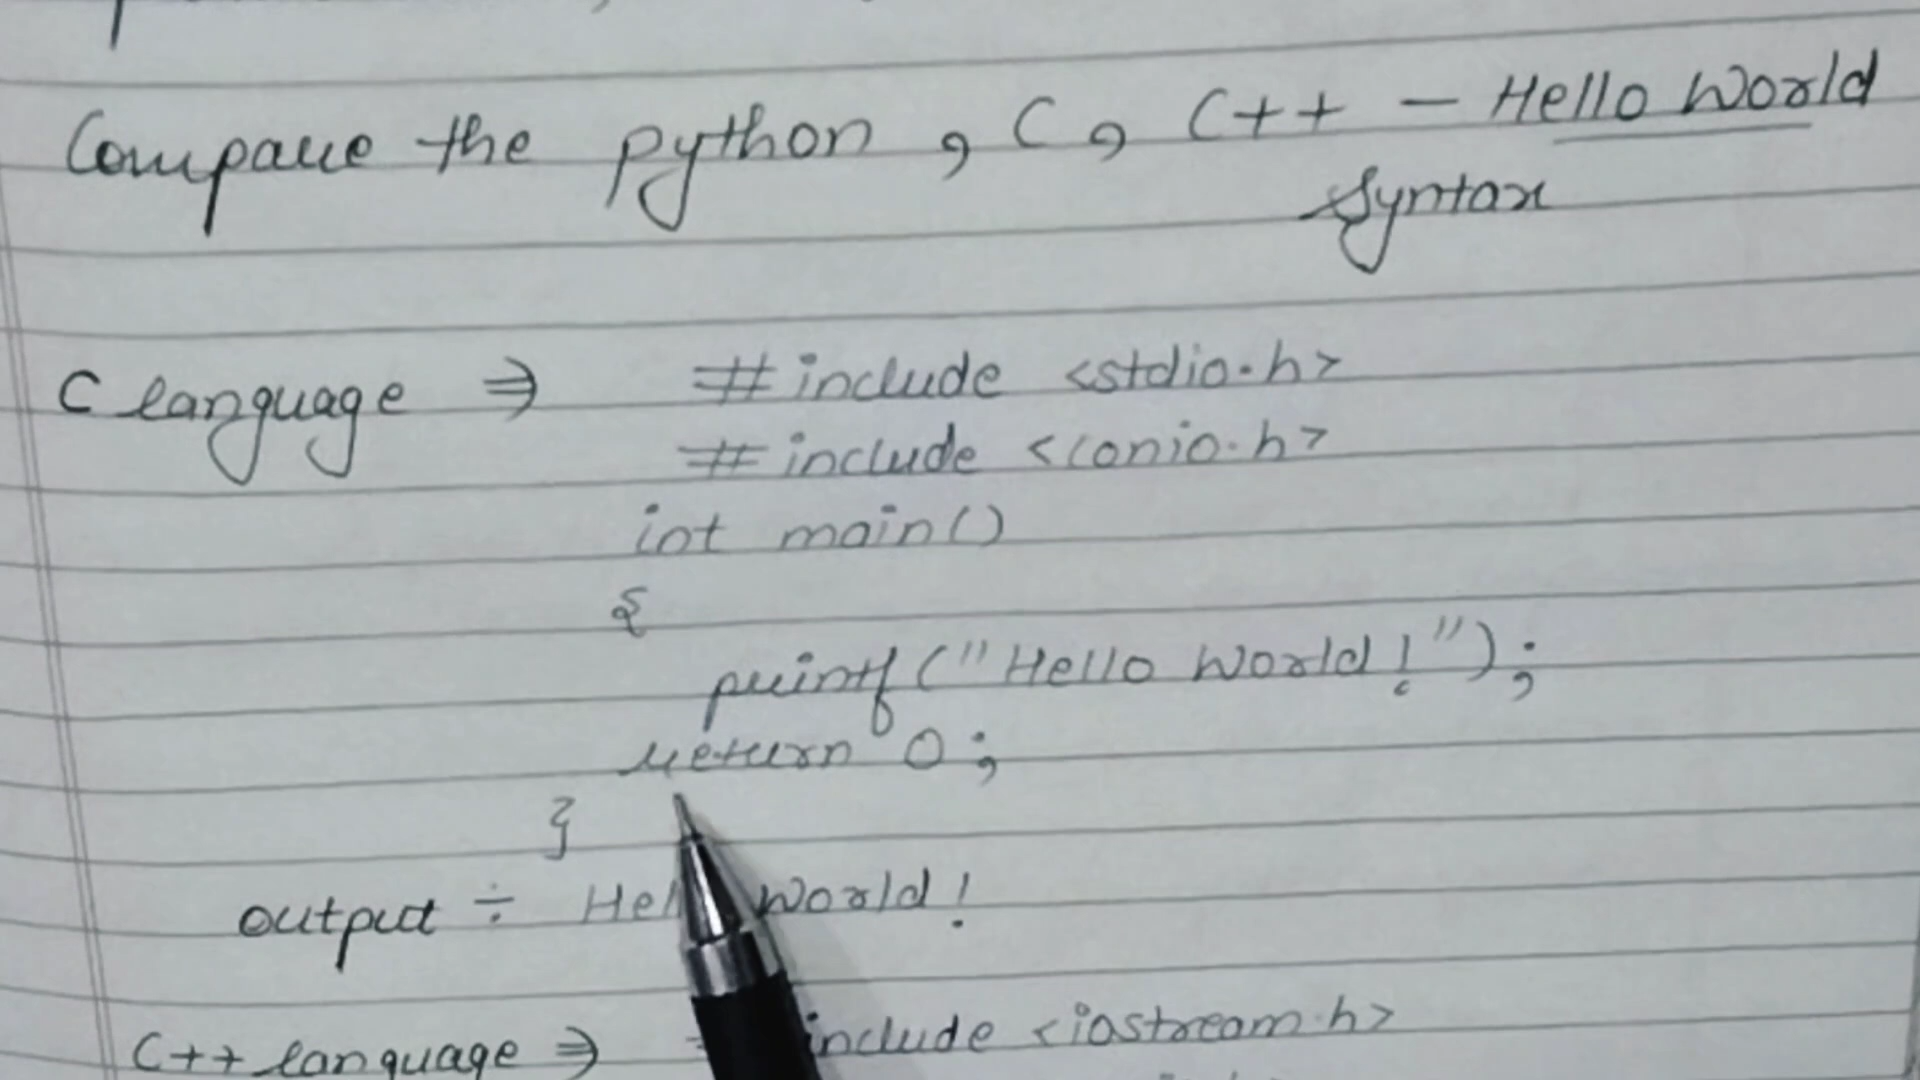 Compare the python, C, C++ - Hello World
Syntax
C language ⇒ #include <stdio.h>
#include <conio.h>
int main()
{
printf("Hello World!");
return 0;
}
output ÷ Hello World!
C++ language ⇒ #include <iostream.h>